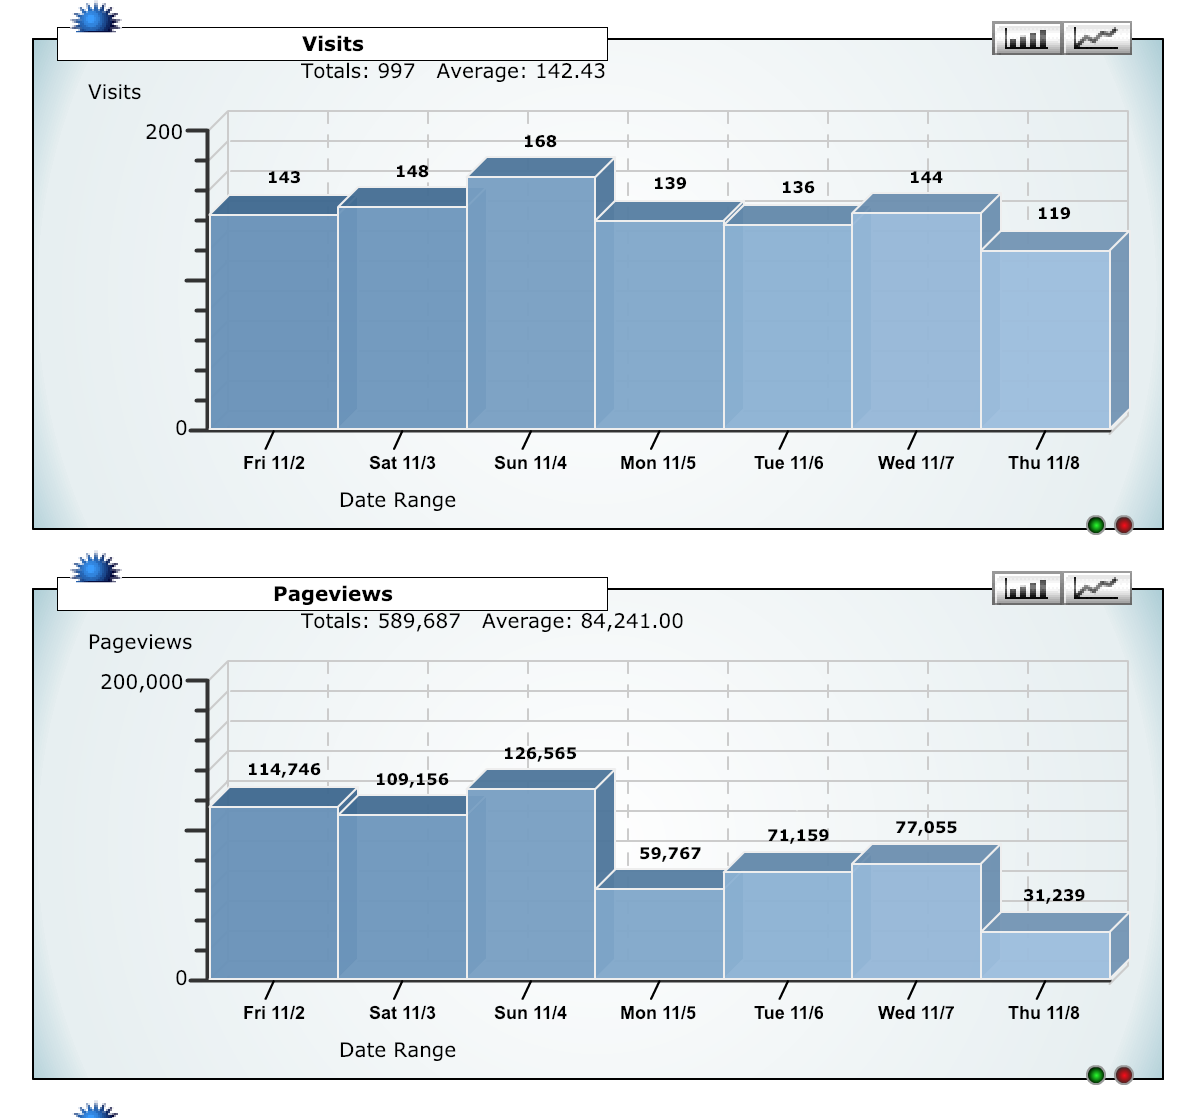 Visits
Totals: 997 Average: 142.43
Visits
200
168
148
143
139
136
144
119
0
Fri 11/2 Sat 11/3 Sun 11/4 Mon 11/5 Tue 11/6 Wed 11/7 Thu 11/8
Date Range
Pageviews
Totals: 589,687 Average: 84,241.00
Pageviews
200,000
126,565
114,746
109,156
59,767
71,159
77,055
31,239
0
Fri 11/2 Sat 11/3 Sun 11/4 Mon 11/5 Tue 11/6 Wed 11/7 Thu 11/8
Date Range